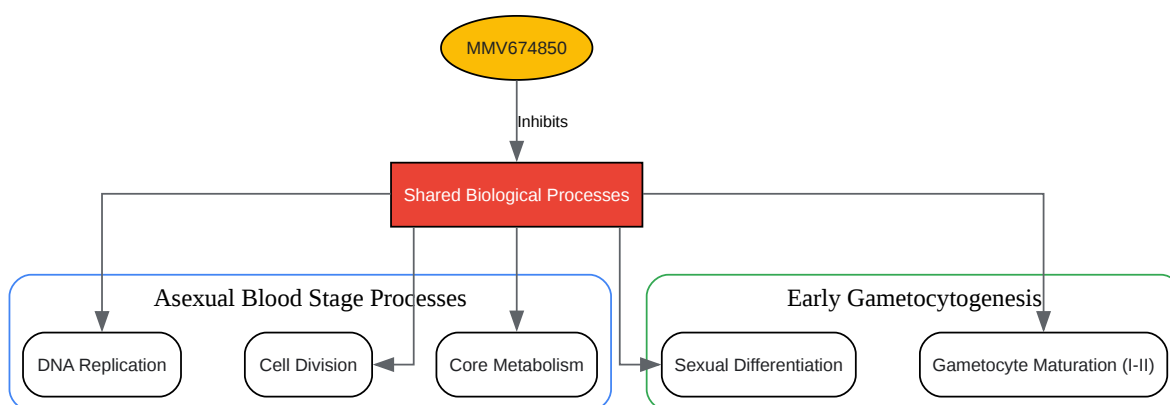 MMV674850
Inhibits
Shared Biological Processes
Asexual Blood Stage Processes
Early Gametocytogenesis
DNA Replication
Cell Division
Core Metabolism
Sexual Differentiation
Gametocyte Maturation (I-II)